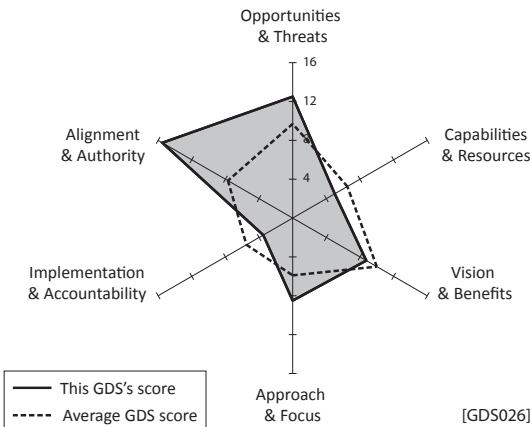 Opportunities
& Threats
16
12
8
4
Alignment
& Authority
Capabilities
& Resources
Implementation
& Accountability
Vision
& Benefits
Approach
& Focus
This GDS's score
Average GDS score
[GDS026]